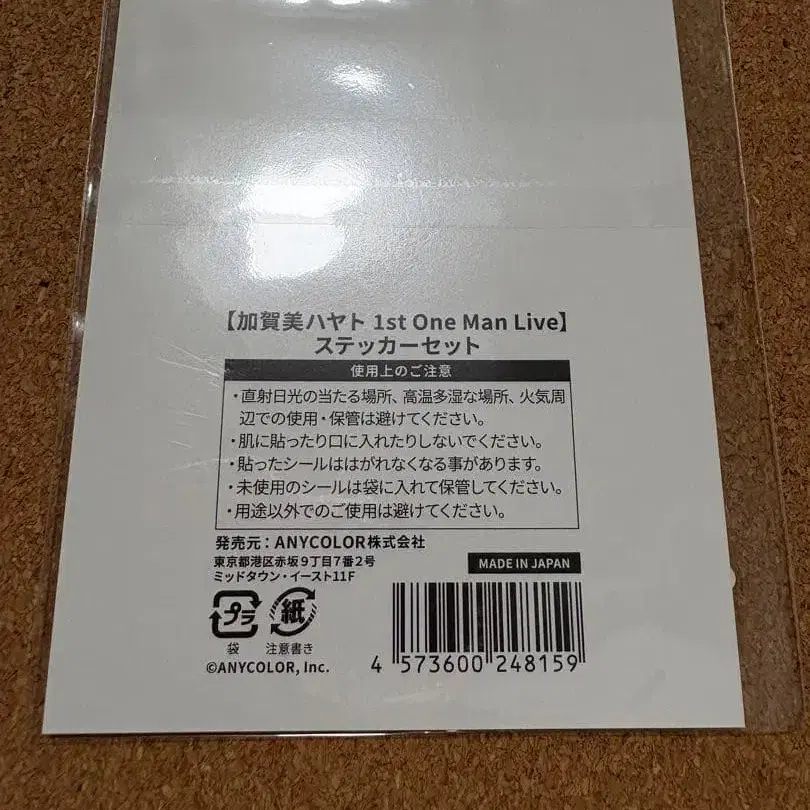 【加賀美ハヤト 1st One Man Live】
ステッカーセット
使用上のご注意
・直射日光の当たる場所、高温多湿な場所、火気周
辺での使用・保管は避けてください。
・肌に貼ったり口に入れたりしないでください。
・貼ったシールははがれなくなる事があります。
・未使用のシールは袋に入れて保管してください。
・用途以外でのご使用は避けてください。
発売元：ANYCOLOR株式会社
東京都港区赤坂9丁目7番2号
ミッドタウン・イースト11F
MADE IN JAPAN
プラ 紙
袋 注意書き
©ANYCOLOR, Inc.
4 573600 248159